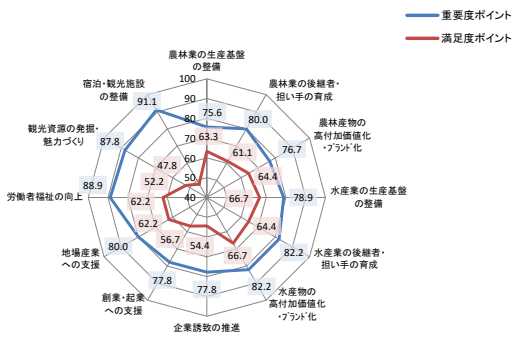 重要度ポイント
満足度ポイント
農林業の生産基盤
の整備
農林業の後継者・
担い手の育成
農林産物の
高付加価値化
・ブランド化
水産業の生産基盤
の整備
水産業の後継者・
担い手の育成
水産物の
高付加価値化
・ブランド化
企業誘致の推進
創業・起業
への支援
地場産業
への支援
労働者福祉の向上
観光資源の発掘・
魅力づくり
宿泊・観光施設
の整備
100
90
80
70
60
50
40
75.6
80.0
76.7
78.9
82.2
82.2
77.8
77.8
80.0
88.9
87.8
91.1
63.3
61.1
64.4
66.7
64.4
66.7
54.4
56.7
62.2
62.2
52.2
47.8